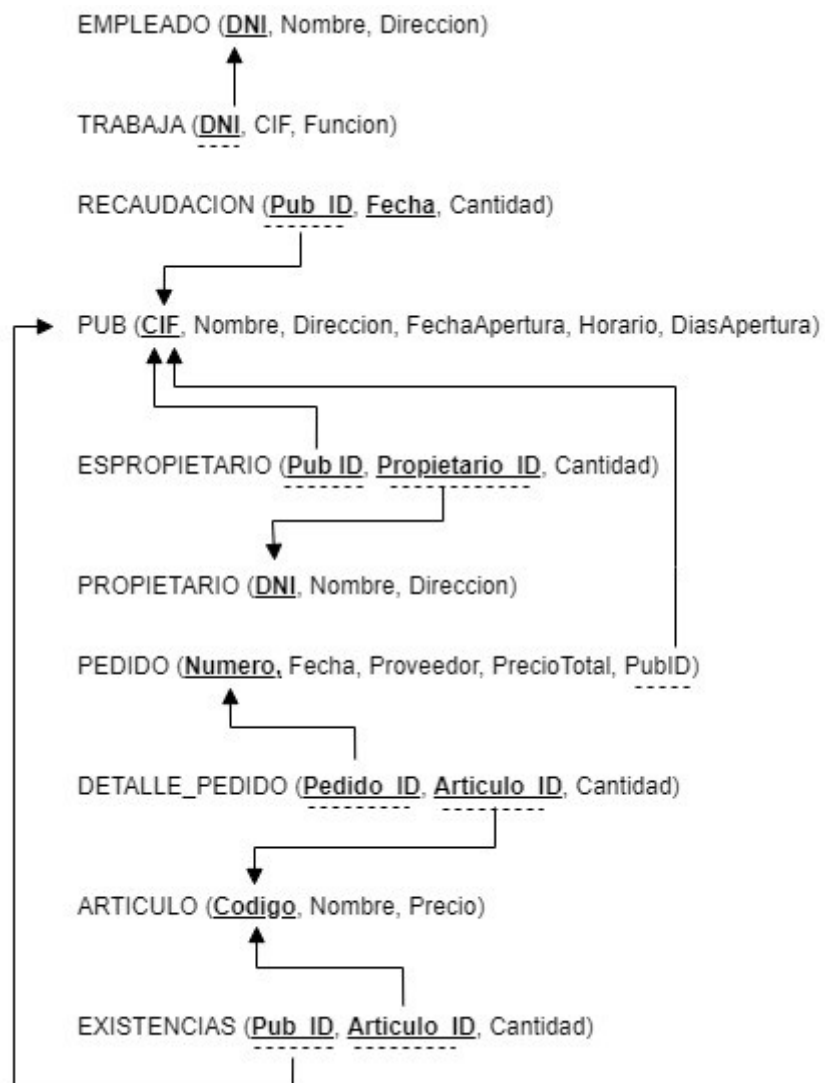 EMPLEADO (DNI, Nombre, Direccion)
TRABAJA (DNI, CIF, Funcion)
RECAUDACION (Pub_ID, Fecha, Cantidad)
PUB (CIF, Nombre, Direccion, FechaApertura, Horario, DiasApertura)
ESPROPIETARIO (Pub ID, Propietario_ID, Cantidad)
PROPIETARIO (DNI, Nombre, Direccion)
PEDIDO (Numero, Fecha, Proveedor, PrecioTotal, PubID)
DETALLE_PEDIDO (Pedido_ID, Articulo_ID, Cantidad)
ARTICULO (Codigo, Nombre, Precio)
EXISTENCIAS (Pub_ID, Articulo_ID, Cantidad)